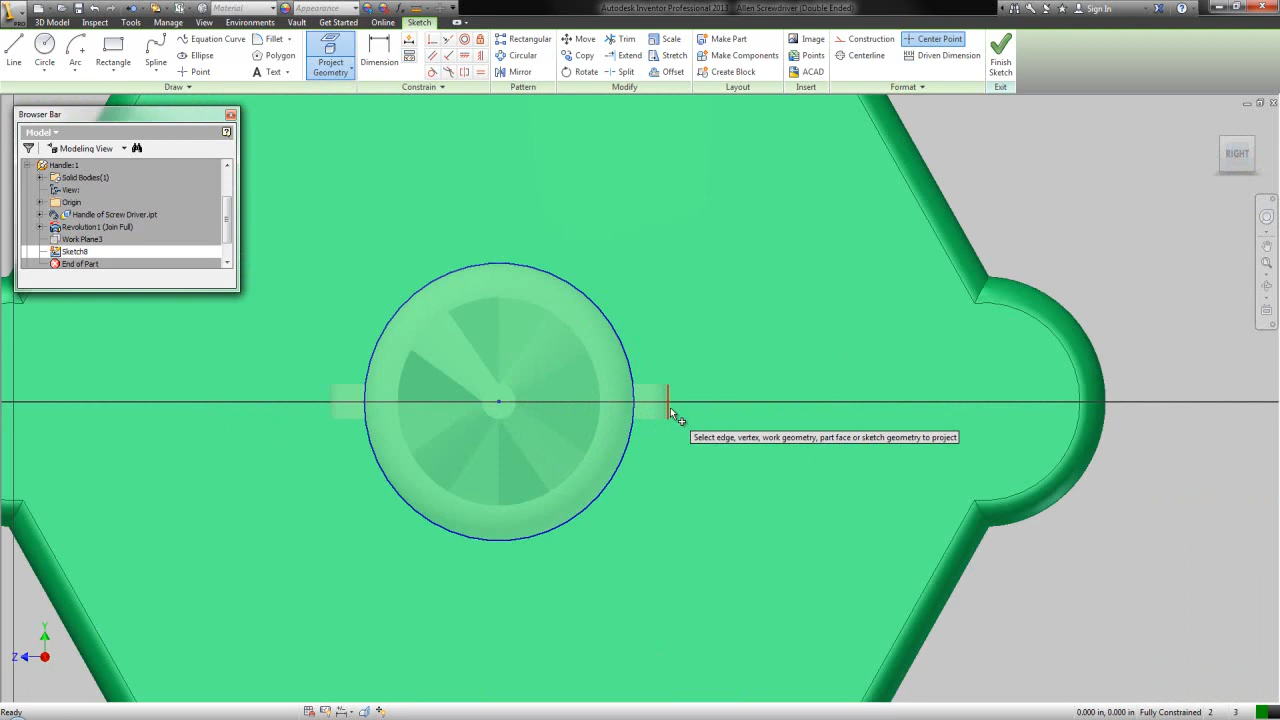 Autodesk Inventor Professional 2013 - Allen Screwdriver (Double Ended)
Material
Appearance
Sign In
3D Model Inspect Tools Manage View Environments Vault Get Started Online Sketch
Line
Circle
Arc
Rectangle
Spline
Equation Curve
Ellipse
Point
Fillet
Polygon
Text
Project
Geometry
Dimension
Rectangular
Circular
Mirror
Move
Copy
Rotate
Trim
Extend
Split
Scale
Stretch
Offset
Make Part
Make Components
Create Block
Image
Points
ACAD
Construction
Centerline
Center Point
Driven Dimension
Finish
Sketch
Draw
Constrain
Pattern
Modify
Layout
Insert
Format
Exit
Browser Bar
Model
Modeling View
Handle:1
Solid Bodies(1)
View:
Origin
Handle of Screw Driver.ipt
Revolution1 (Join Full)
Work Plane3
Sketch8
End of Part
RIGHT
Select edge, vertex, work geometry, part face or sketch geometry to project
Y
Z
Ready
0.000 in, 0.000 in Fully Constrained 2 3